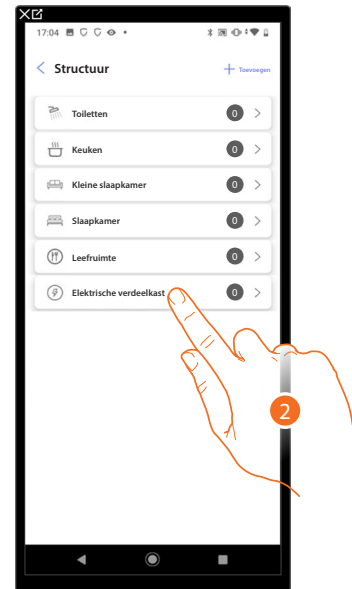 17:04
Structuur
Toevoegen
Toiletten 0
Keuken 0
Kleine slaapkamer 0
Slaapkamer 0
Leefruimte 0
Elektrische verdeelkast 0
2